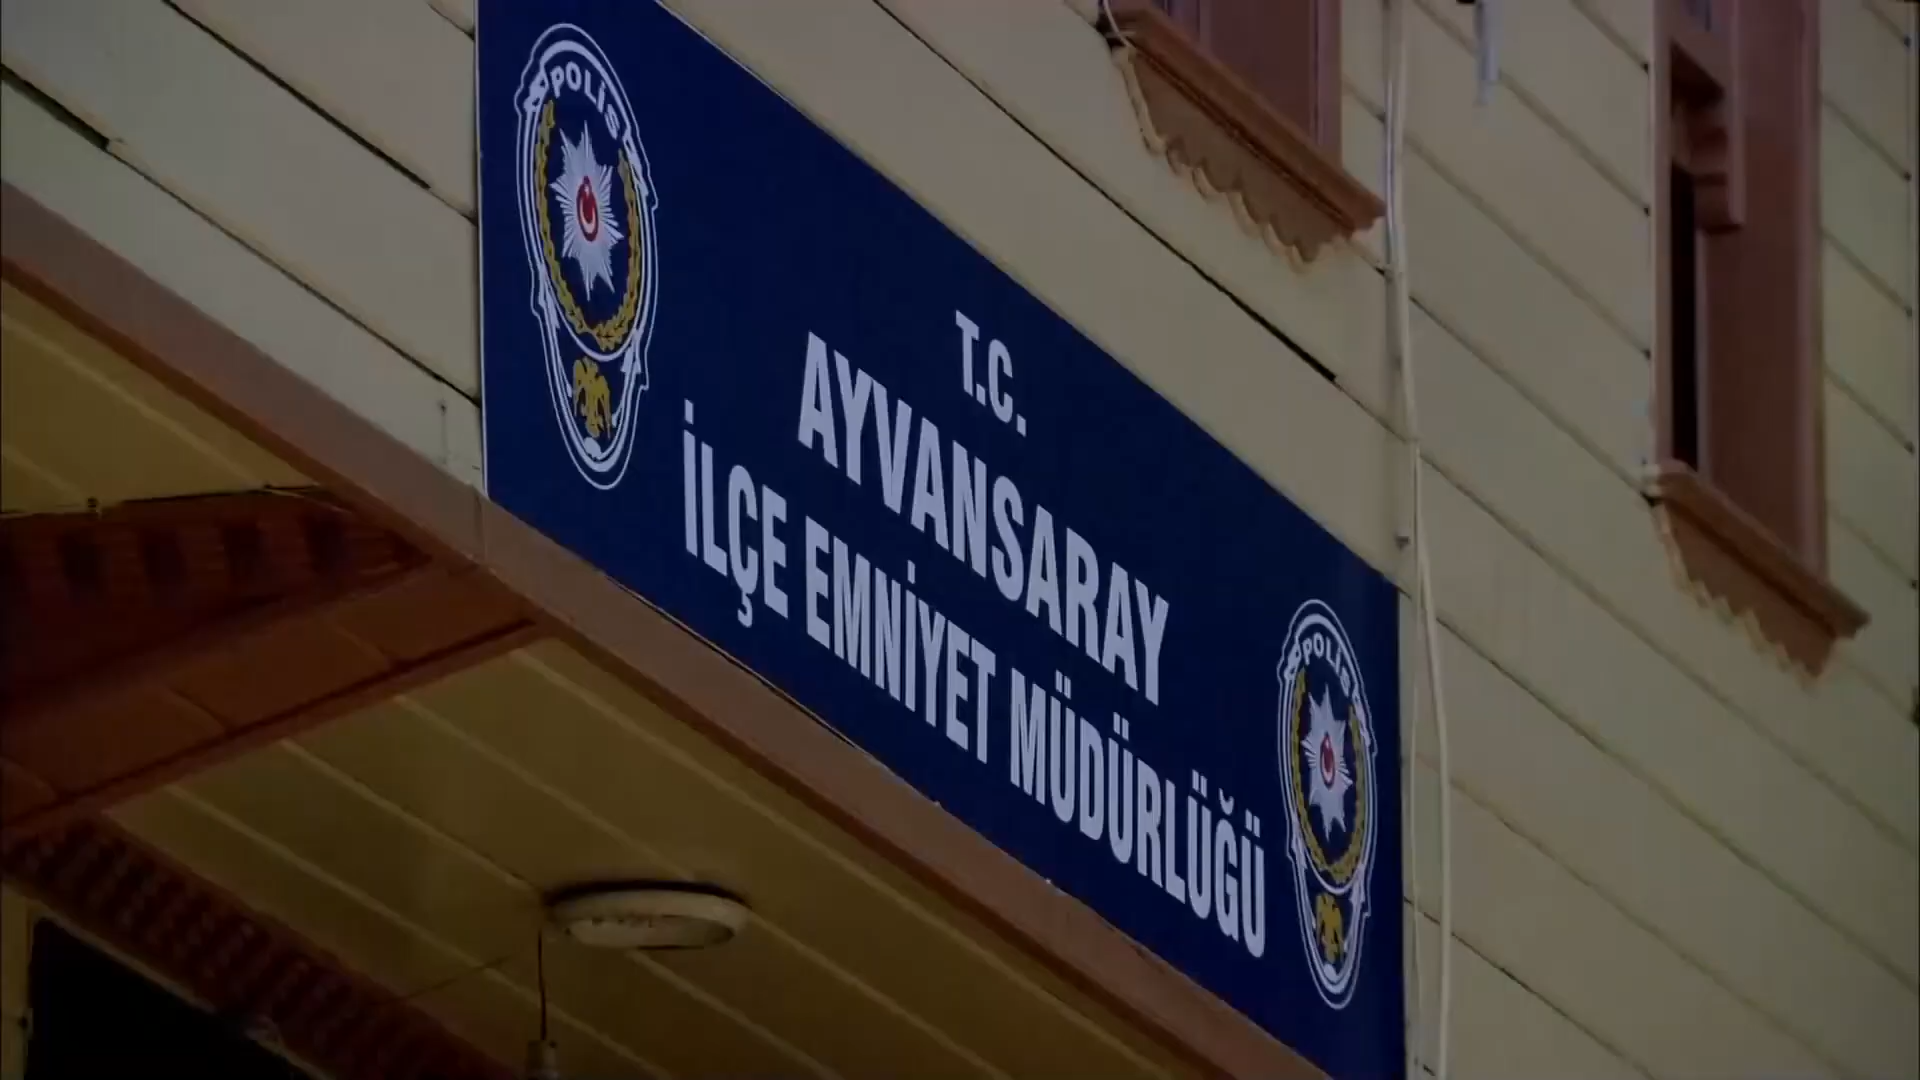 POLİS
T.C.
AYVANSARAY
İLÇE EMNİYET MÜDÜRLÜĞÜ
POLİS